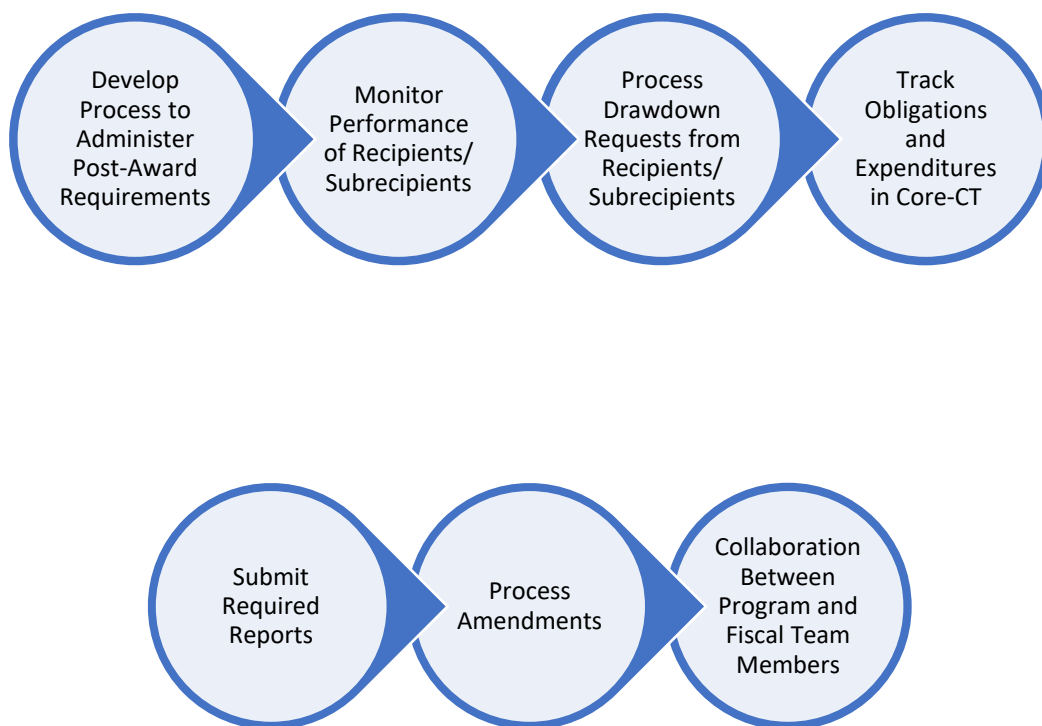 Develop
Process to
Administer
Post-Award
Requirements
Monitor
Performance
of Recipients/
Subrecipients
Process
Drawdown
Requests from
Recipients/
Subrecipients
Track
Obligations
and
Expenditures
in Core-CT
Submit
Required
Reports
Process
Amendments
Collaboration
Between
Program and
Fiscal Team
Members